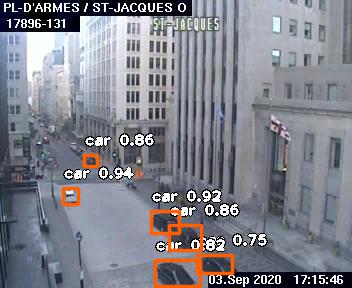 PL-D'ARMES / ST-JACQUES O
17896-131
ST-JACQUES
car 0.86
car 0.94
car 0.92
car 0.86
car 0.75
car 0.82
03.Sep 2020 17:15:46